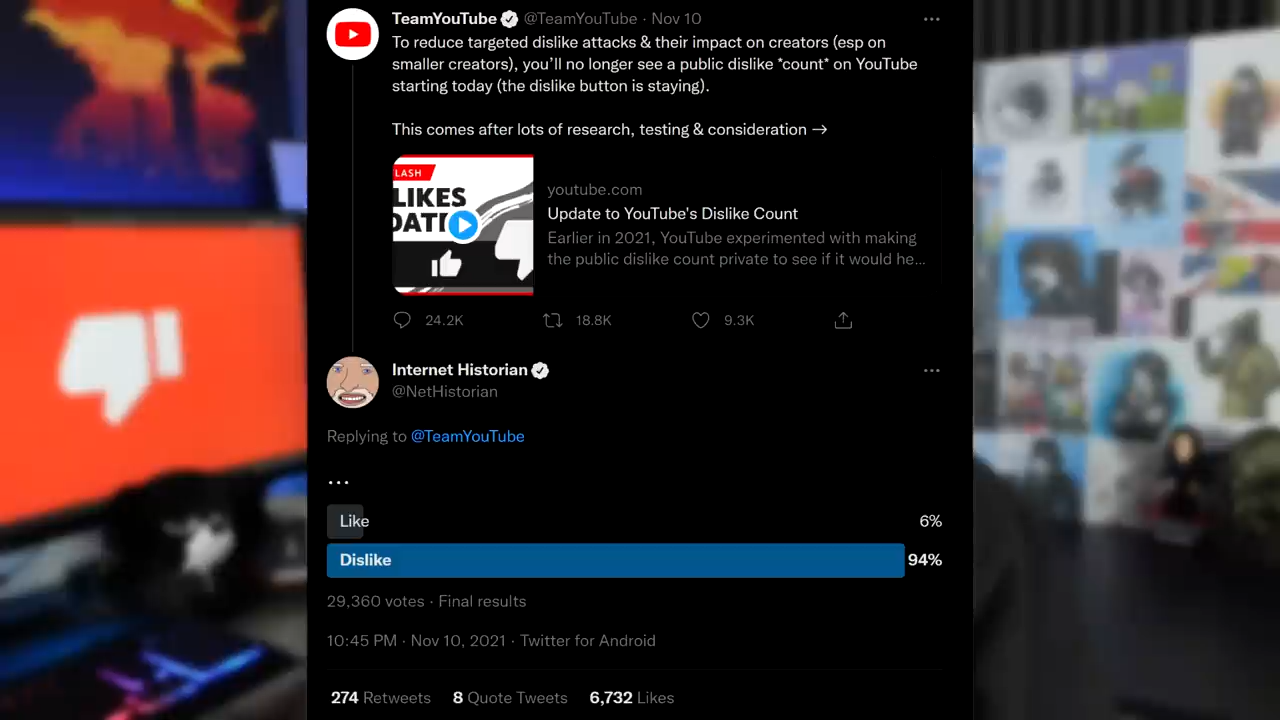 TeamYouTube @TeamYouTube · Nov 10
To reduce targeted dislike attacks & their impact on creators (esp on
smaller creators), you’ll no longer see a public dislike *count* on YouTube
starting today (the dislike button is staying).
This comes after lots of research, testing & consideration →
LASH
LIKES
DATI
youtube.com
Update to YouTube's Dislike Count
Earlier in 2021, YouTube experimented with making
the public dislike count private to see if it would he...
24.2K 18.8K 9.3K
Internet Historian
@NetHistorian
Replying to @TeamYouTube
...
Like 6%
Dislike 94%
29,360 votes · Final results
10:45 PM · Nov 10, 2021 · Twitter for Android
274 Retweets 8 Quote Tweets 6,732 Likes